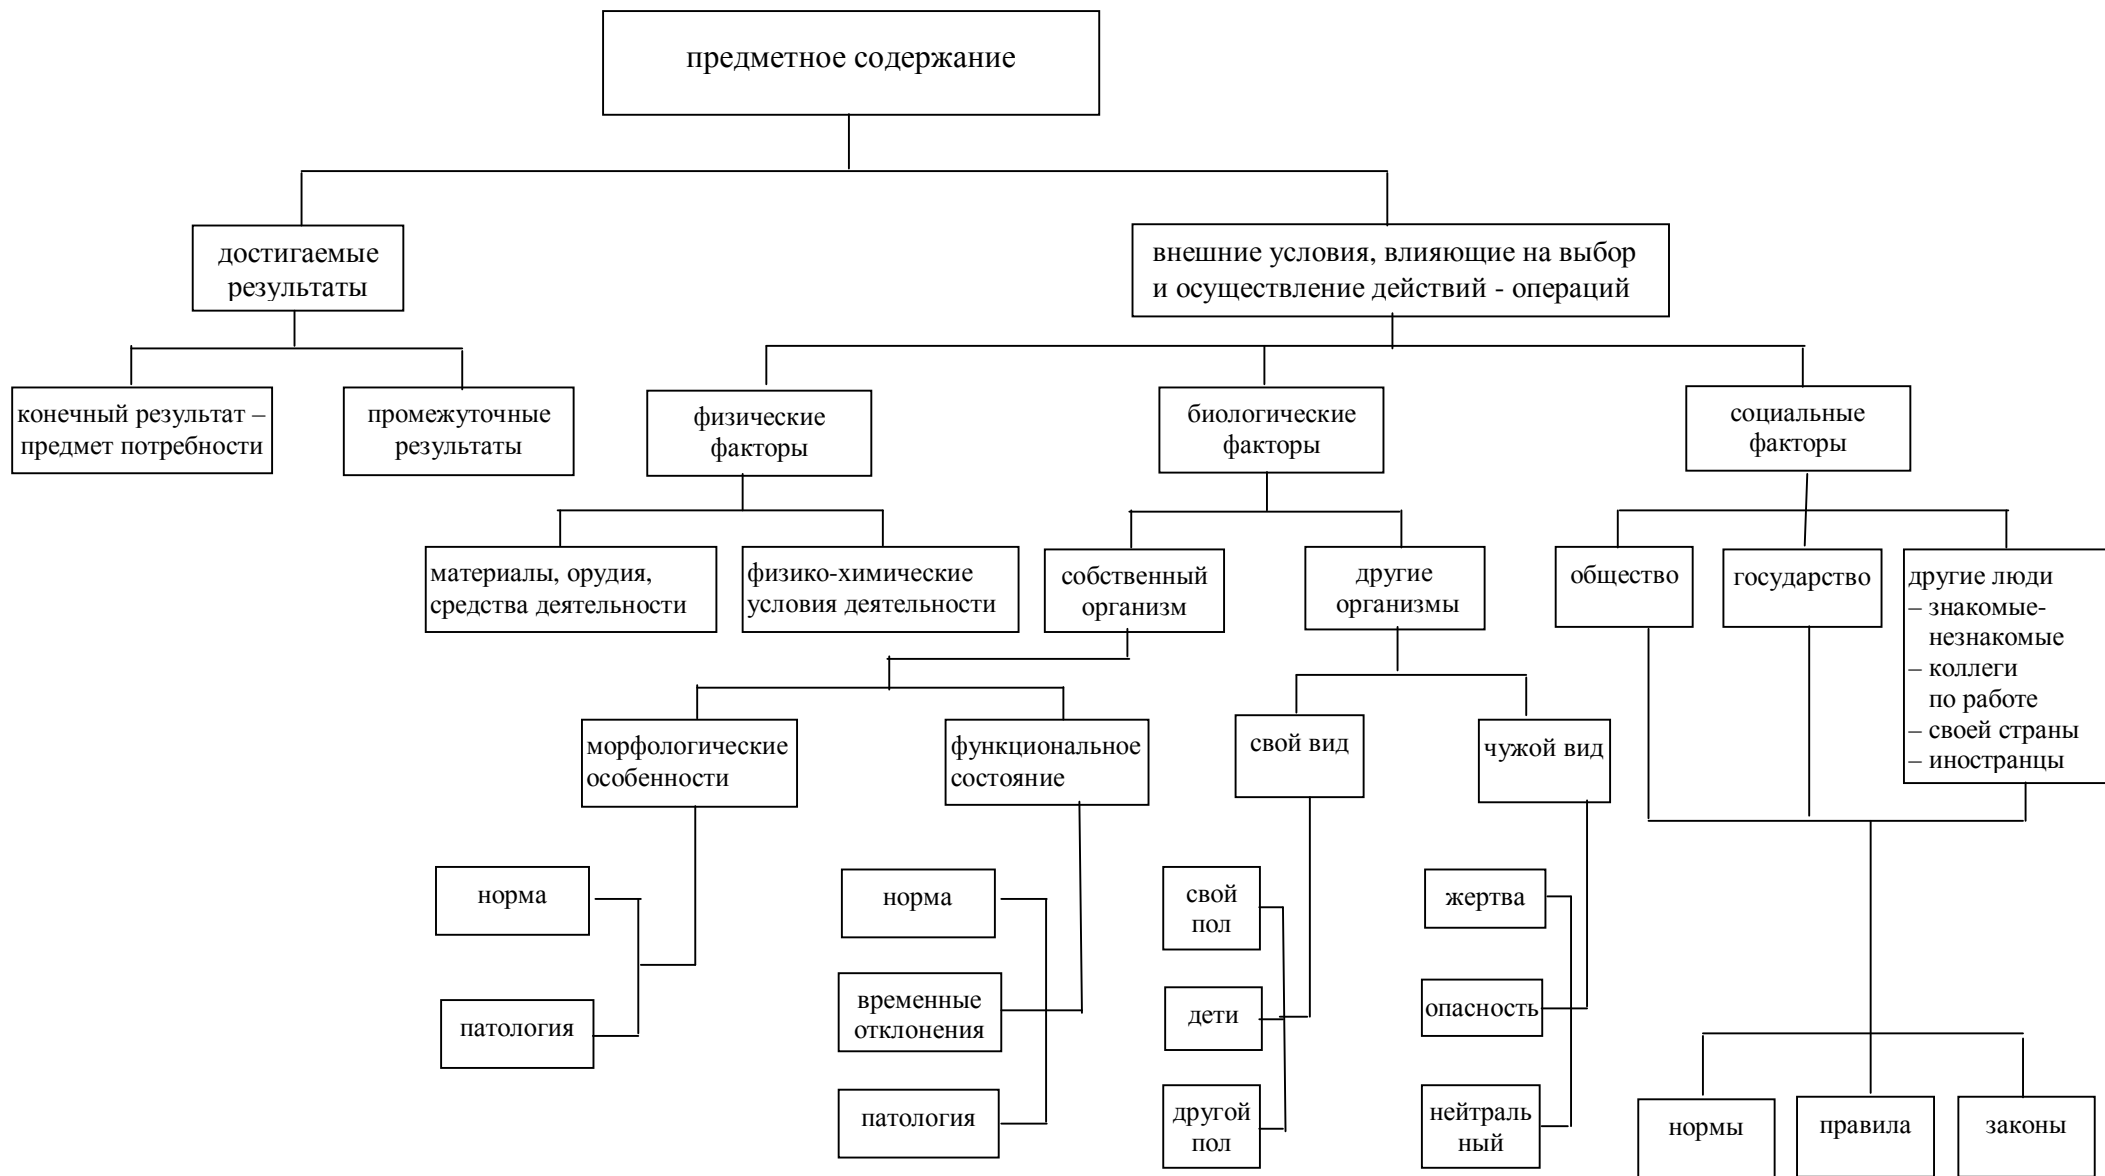 предметное содержание
достигаемые
результаты
внешние условия, влияющие на выбор
и осуществление действий - операций
конечный результат –
предмет потребности
промежуточные
результаты
физические
факторы
биологические
факторы
социальные
факторы
материалы, орудия,
средства деятельности
физико-химические
условия деятельности
собственный
организм
другие
организмы
общество
государство
другие люди
– знакомые-
незнакомые
– коллеги
по работе
– своей страны
– иностранцы
морфологические
особенности
функциональное
состояние
свой вид
чужой вид
норма
патология
норма
временные
отклонения
патология
свой
пол
дети
другой
пол
жертва
опасность
нейтраль
ный
нормы
правила
законы